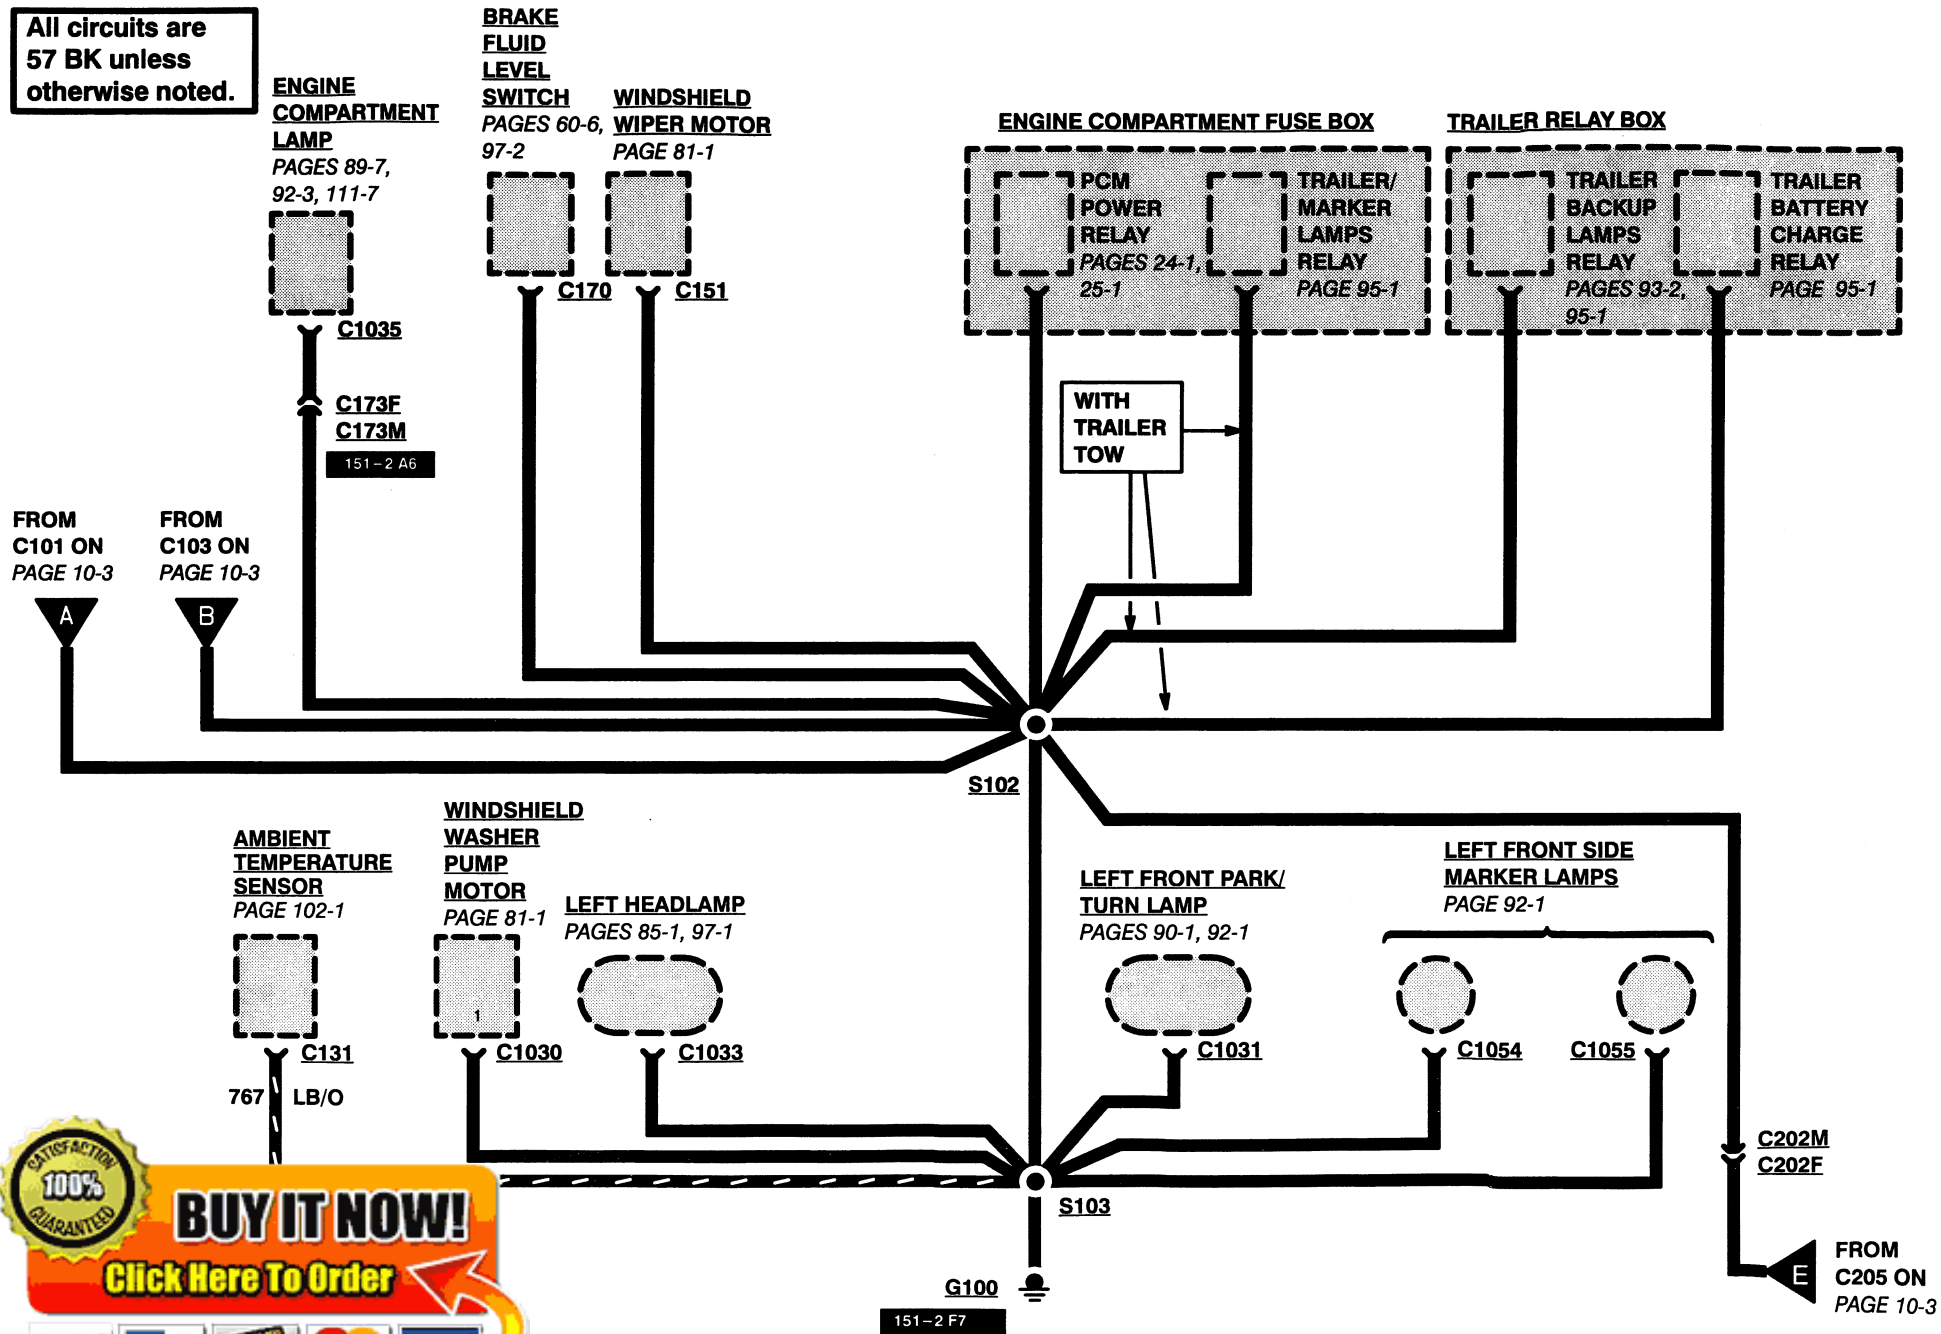 All circuits are
57 BK unless
otherwise noted.
ENGINE
COMPARTMENT
LAMP
PAGES 89-7,
92-3, 111-7
C1035
C173F
C173M
151-2 A6
BRAKE
FLUID
LEVEL
SWITCH
PAGES 60-6,
97-2
C170
WINDSHIELD
WIPER MOTOR
PAGE 81-1
C151
ENGINE COMPARTMENT FUSE BOX
PCM
POWER
RELAY
PAGES 24-1,
25-1
TRAILER/
MARKER
LAMPS
RELAY
PAGE 95-1
TRAILER RELAY BOX
TRAILER
BACKUP
LAMPS
RELAY
PAGES 93-2,
95-1
TRAILER
BATTERY
CHARGE
RELAY
PAGE 95-1
WITH
TRAILER
TOW
FROM
C101 ON
PAGE 10-3
A
FROM
C103 ON
PAGE 10-3
B
S102
AMBIENT
TEMPERATURE
SENSOR
PAGE 102-1
C131
767 LB/O
WINDSHIELD
WASHER
PUMP
MOTOR
PAGE 81-1
1
C1030
LEFT HEADLAMP
PAGES 85-1, 97-1
C1033
LEFT FRONT PARK/
TURN LAMP
PAGES 90-1, 92-1
C1031
LEFT FRONT SIDE
MARKER LAMPS
PAGE 92-1
C1054
C1055
C202M
C202F
S103
G100
151-2 F7
E
FROM
C205 ON
PAGE 10-3
SATISFACTION
100%
GUARANTEED
BUY IT NOW!
Click Here To Order